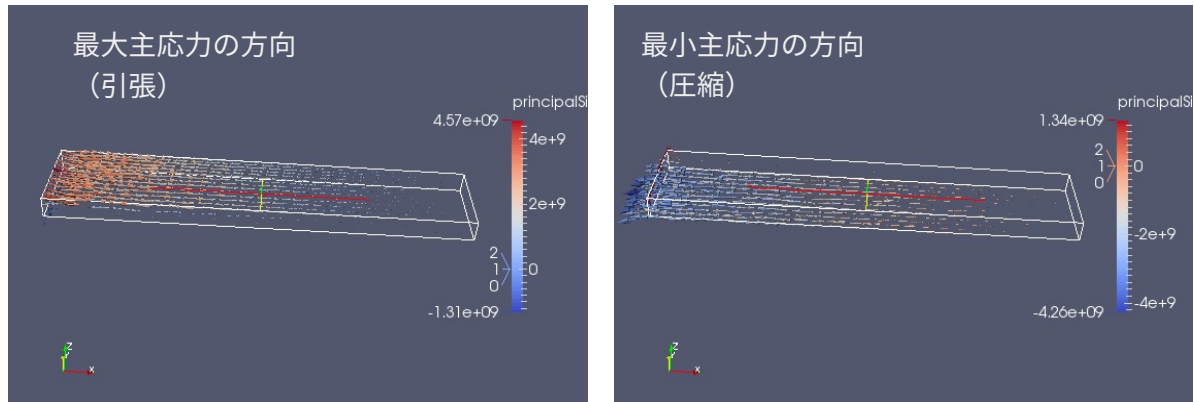 最大主応力の方向
（引張）
principalSi
4.57e+09
4e+9
2e+9
2
1
0
0
-1.31e+09
Z
Y
X
最小主応力の方向
（圧縮）
principalSi
1.34e+09
2
1
0
0
-2e+9
-4e+9
-4.26e+09
Z
Y
X